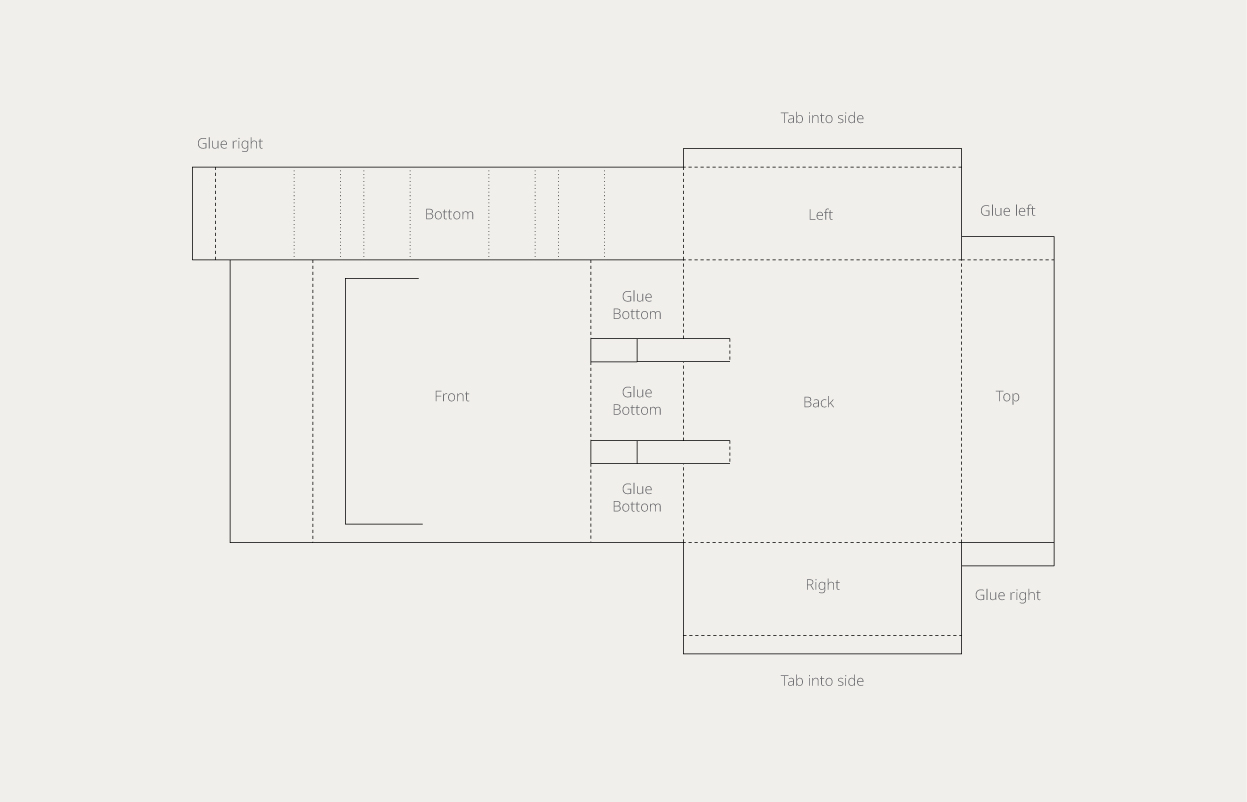 Tab into side
Glue right
Bottom
Left
Glue left
Glue
Bottom
Front
Glue
Bottom
Back
Top
Glue
Bottom
Right
Glue right
Tab into side